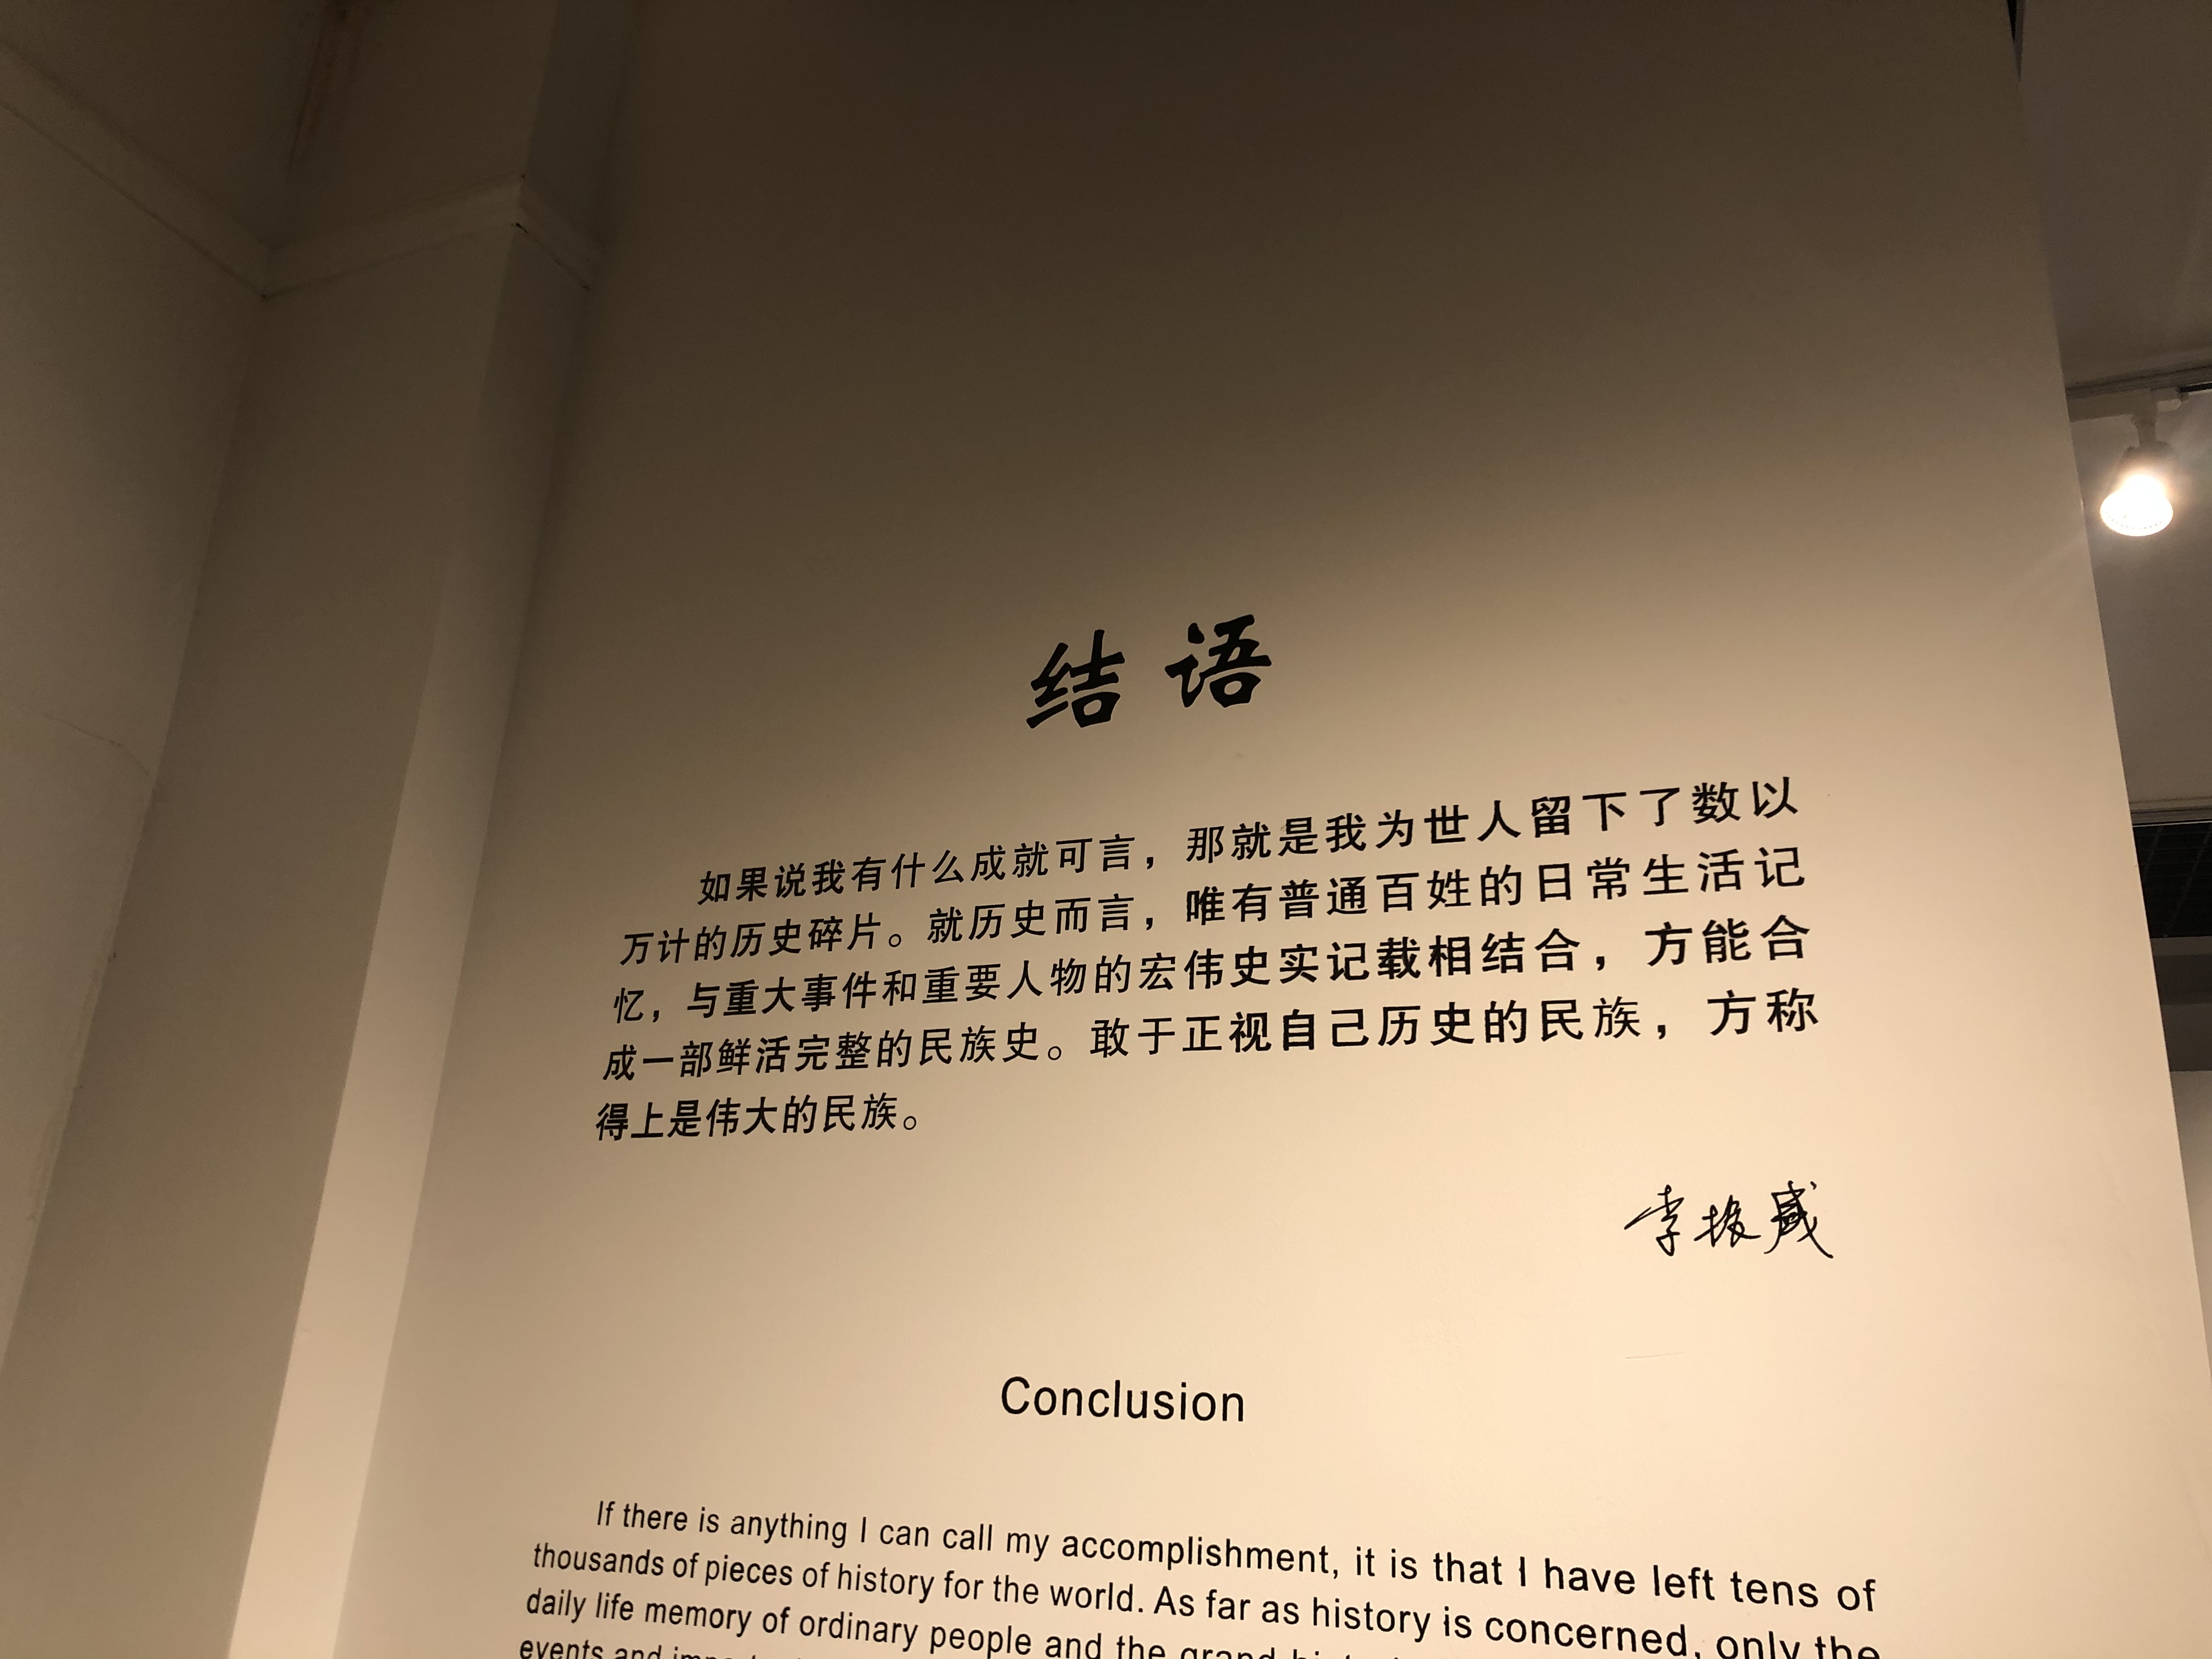 结语
如果说我有什么成就可言，那就是我为世人留下了数以
万计的历史碎片。就历史而言，唯有普通百姓的日常生活记
忆，与重大事件和重要人物的宏伟史实记载相结合，方能合
成一部鲜活完整的民族史。敢于正视自己历史的民族，方称
得上是伟大的民族。
李振盛
Conclusion
If there is anything I can call my accomplishment, it is that I have left tens of
thousands of pieces of history for the world. As far as history is concerned, only the
daily life memory of ordinary people and the grand
events and